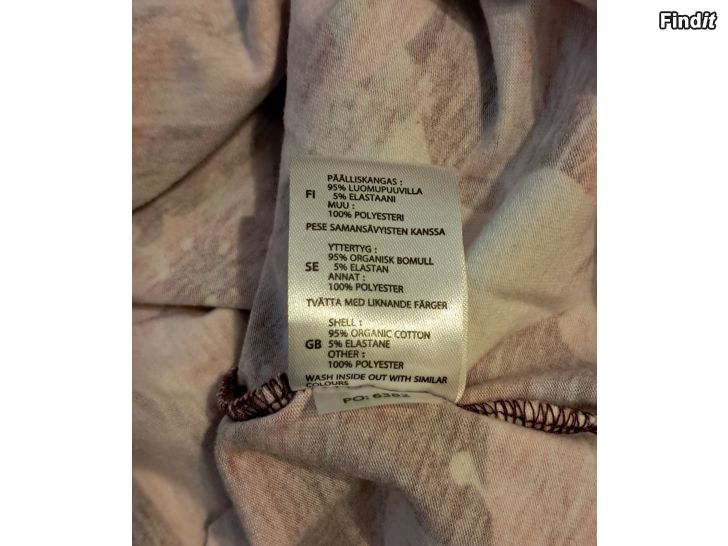 Findit
PÄÄLLISKANGAS :
95% LUOMUPUUVILLA
FI 5% ELASTAANI
MUU :
100% POLYESTERI
PESE SAMANSÄVYISTEN KANSSA
YTTERTYG :
95% ORGANISK BOMULL
SE 5% ELASTAN
ANNAT :
100% POLYESTER
TVÄTTA MED LIKNANDE FÄRGER
SHELL :
95% ORGANIC COTTON
GB 5% ELASTANE
OTHER :
100% POLYESTER
WASH INSIDE OUT WITH SIMILAR
COLOURS
PO: